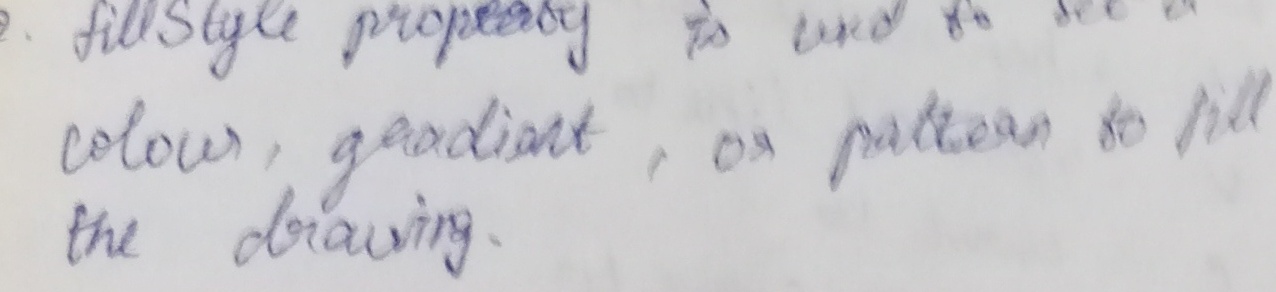 2. fillStyle property is used to set a
colour, gradient, or pattern to fill
the drawing.